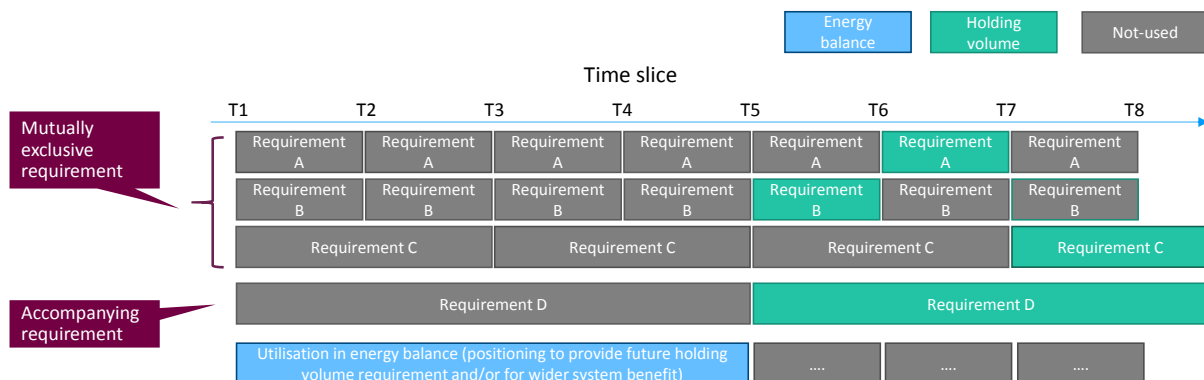 Energy
balance
Holding
volume
Not-used
Time slice
T1 T2 T3 T4 T5 T6 T7 T8
Mutually
exclusive
requirement
Requirement
A
Requirement
A
Requirement
A
Requirement
A
Requirement
A
Requirement
A
Requirement
A
Requirement
B
Requirement
B
Requirement
B
Requirement
B
Requirement
B
Requirement
B
Requirement
B
Requirement C
Requirement C
Requirement C
Requirement C
Accompanying
requirement
Requirement D
Requirement D
Utilisation in energy balance (positioning to provide future holding
volume requirement and/or for wider system benefit)
....
....
....